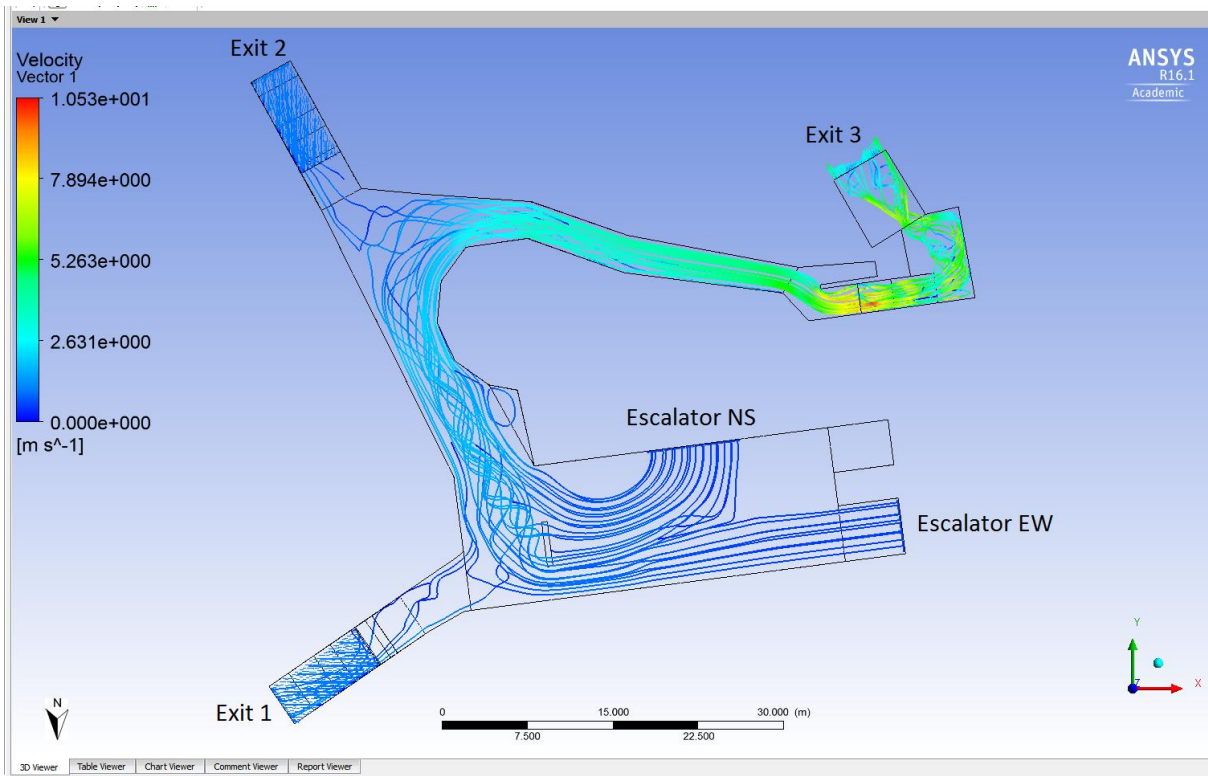 View 1
Velocity
Vector 1
1.053e+001
7.894e+000
5.263e+000
2.631e+000
0.000e+000
[m s^-1]
Exit 2
Exit 3
ANSYS
R16.1
Academic
Escalator NS
Escalator EW
Exit 1
N
0 15.000 30.000 (m)
7.500 22.500
Y
Z X
3D Viewer Table Viewer Chart Viewer Comment Viewer Report Viewer